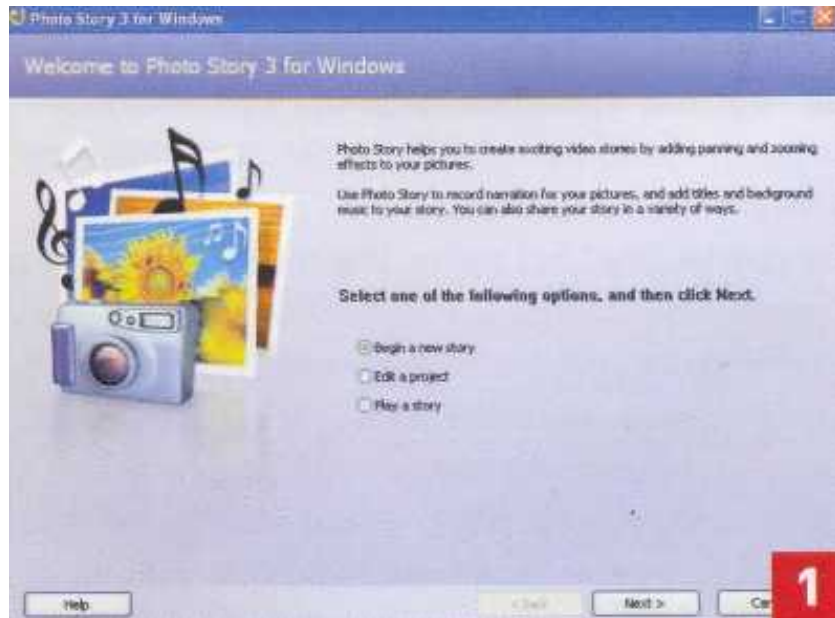 Photo Story 3 for Windows
Welcome to Photo Story 3 for Windows
Photo Story helps you to create exciting video stories by adding panning and zooming
effects to your pictures.
Use Photo Story to record narration for your pictures, and add titles and background
music to your story. You can also share your story in a variety of ways.
Select one of the following options, and then click Next.
Begin a new story
Edit a project
Play a story
Help
< Back
Next >
1